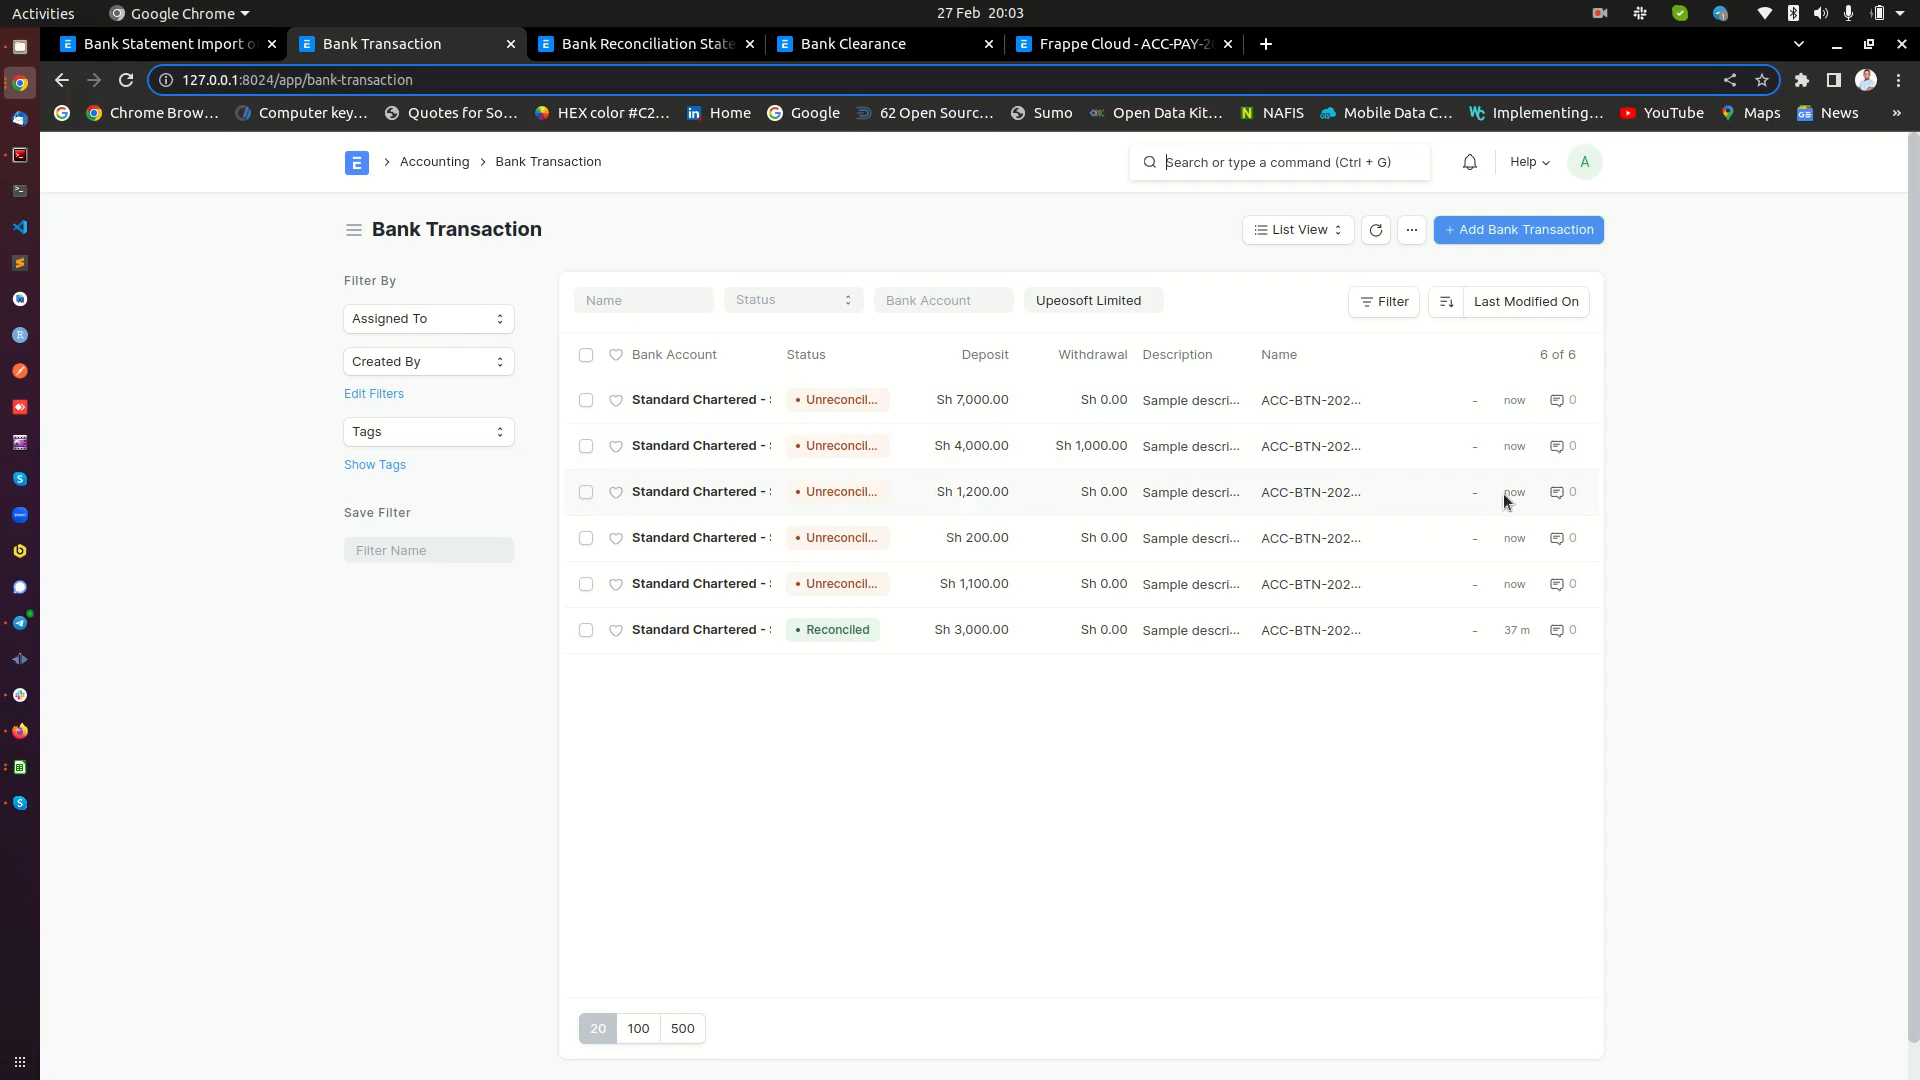 Activities Google Chrome 27 Feb 20:03
Bank Statement Import o Bank Transaction Bank Reconciliation State Bank Clearance Frappe Cloud - ACC-PAY-2
127.0.0.1:8024/app/bank-transaction
Chrome Brow... Computer key... Quotes for So... HEX color #C2... Home Google 62 Open Sourc... Sumo Open Data Kit... NAFIS Mobile Data C... Implementing... YouTube Maps News »
E > Accounting > Bank Transaction Search or type a command (Ctrl + G) Help A
Bank Transaction List View ... + Add Bank Transaction
Filter By
Assigned To
Created By
Edit Filters
Tags
Show Tags
Save Filter
Filter Name
Name Status Bank Account Upeosoft Limited Filter Last Modified On
Bank Account Status Deposit Withdrawal Description Name 6 of 6
Standard Chartered - Unreconcil... Sh 7,000.00 Sh 0.00 Sample descri... ACC-BTN-202... - now 0
Standard Chartered - Unreconcil... Sh 4,000.00 Sh 1,000.00 Sample descri... ACC-BTN-202... - now 0
Standard Chartered - Unreconcil... Sh 1,200.00 Sh 0.00 Sample descri... ACC-BTN-202... - now 0
Standard Chartered - Unreconcil... Sh 200.00 Sh 0.00 Sample descri... ACC-BTN-202... - now 0
Standard Chartered - Unreconcil... Sh 1,100.00 Sh 0.00 Sample descri... ACC-BTN-202... - now 0
Standard Chartered - Reconciled Sh 3,000.00 Sh 0.00 Sample descri... ACC-BTN-202... - 37 m 0
20 100 500